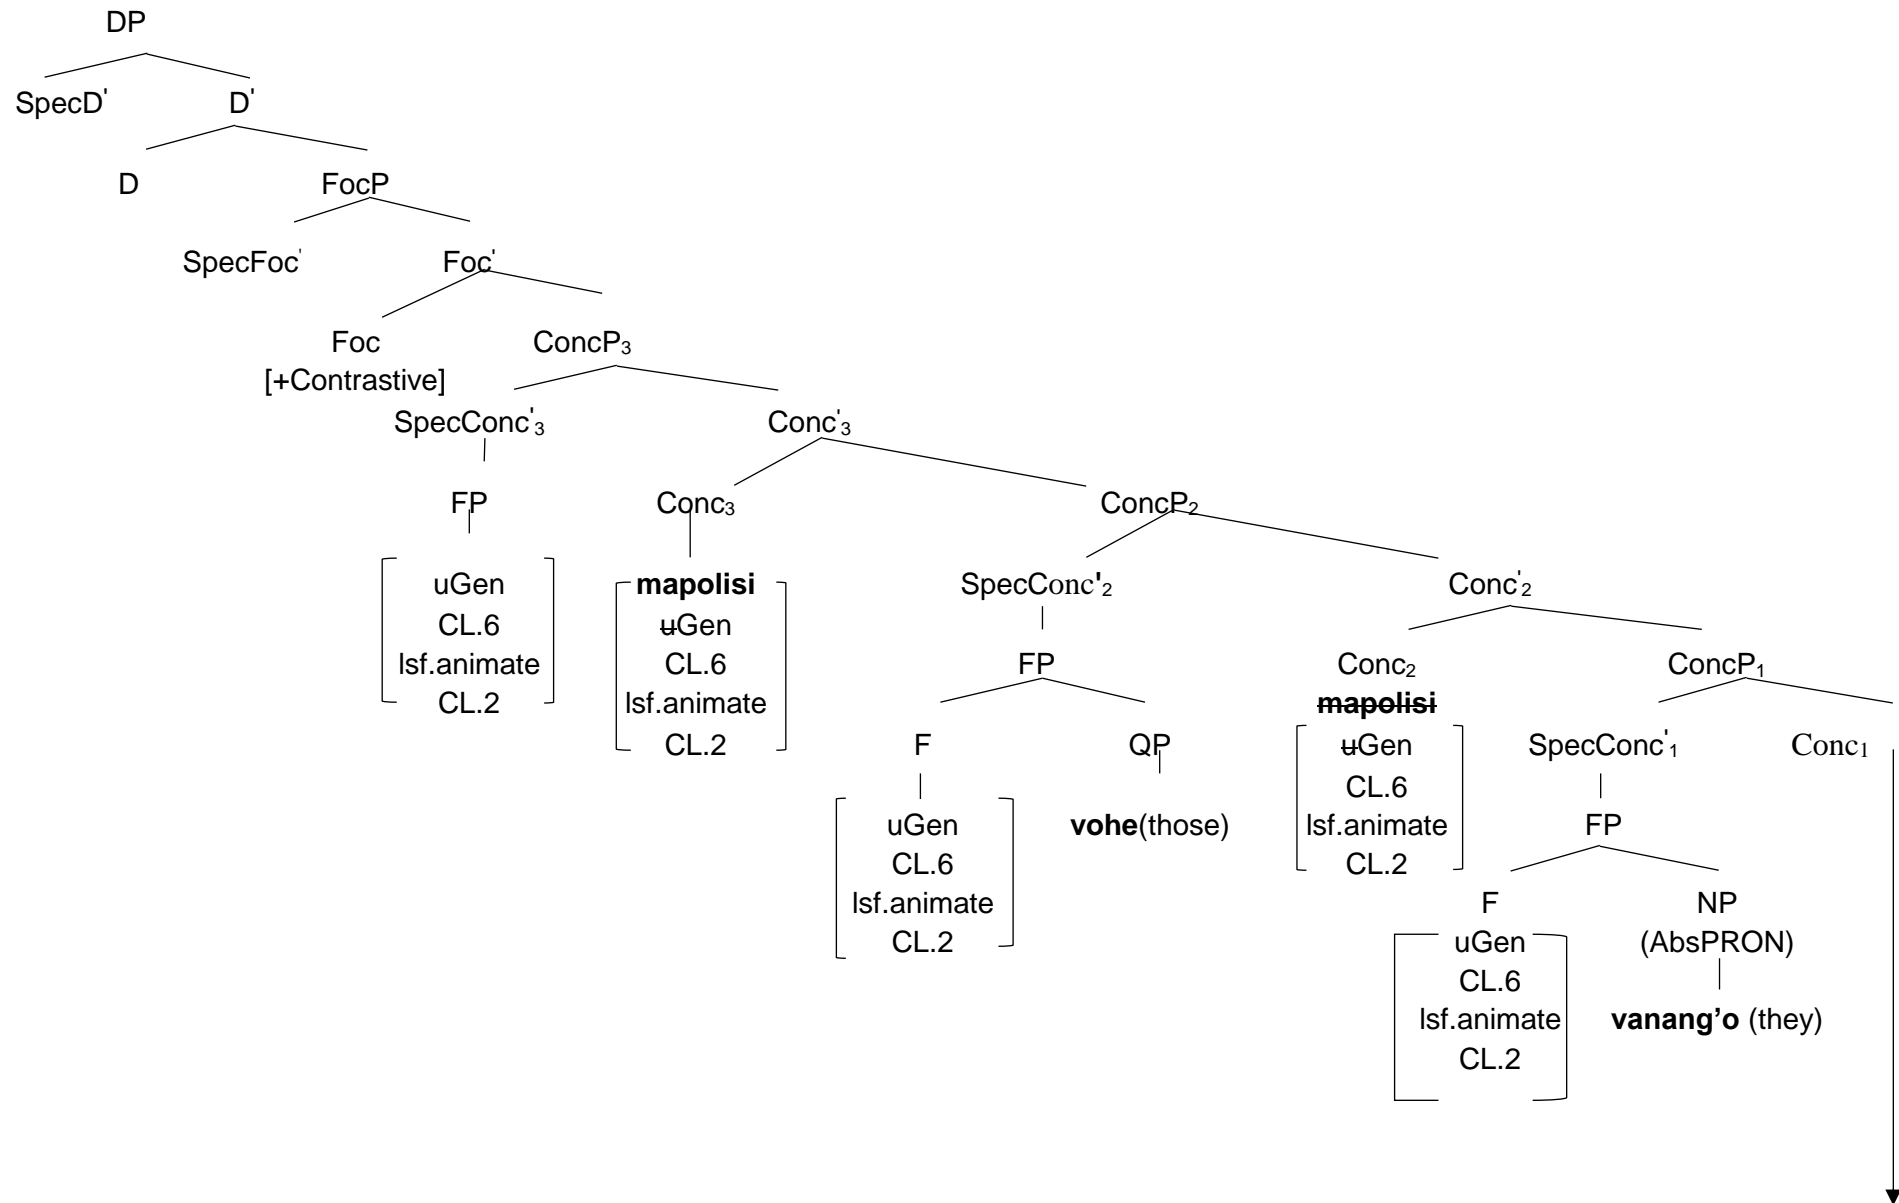 DP
SpecD' D'
D FocP
SpecFoc' Foc'
Foc ConcP₃
[+Contrastive]
SpecConc'₃ Conc'₃
FP Conc₃ ConcP₂
uGen mapolisi SpecConc'₂ Conc'₂
CL.6 uGen
lsf.animate CL.6 FP Conc₂ ConcP₁
CL.2 lsf.animate mapolisi
CL.2 F QP uGen SpecConc'₁ Conc₁
CL.6
uGen vohe(those) lsf.animate FP
CL.6 CL.2
lsf.animate F NP
CL.2 uGen (AbsPRON)
CL.6
lsf.animate vanang'o (they)
CL.2